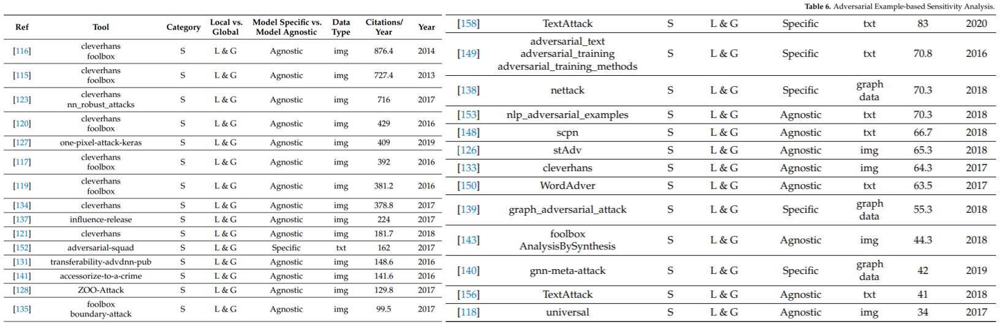 Table 6. Adversarial Example-based Sensitivity Analysis.
Ref Tool Category Local vs. Global Model Specific vs. Model Agnostic Data Type Citations/ Year Year
[116] cleverhans foolbox S L & G Agnostic img 876.4 2014
[115] cleverhans foolbox S L & G Agnostic img 727.4 2013
[123] cleverhans nn_robust_attacks S L & G Agnostic img 716 2017
[120] cleverhans foolbox S L & G Agnostic img 429 2016
[127] one-pixel-attack-keras S L & G Agnostic img 409 2019
[117] cleverhans foolbox S L & G Agnostic img 392 2016
[119] cleverhans foolbox S L & G Agnostic img 381.2 2016
[134] cleverhans S L & G Agnostic img 378.8 2017
[137] influence-release S L & G Agnostic img 224 2017
[121] cleverhans S L & G Agnostic img 181.7 2018
[152] adversarial-squad S L & G Specific txt 162 2017
[131] transferability-advdnn-pub S L & G Agnostic img 148.6 2016
[141] accessorize-to-a-crime S L & G Agnostic img 141.6 2016
[128] ZOO-Attack S L & G Agnostic img 129.8 2017
[135] foolbox boundary-attack S L & G Agnostic img 99.5 2017
[158] TextAttack S L & G Specific txt 83 2020
[149] adversarial_text adversarial_training adversarial_training_methods S L & G Specific txt 70.8 2016
[138] nettack S L & G Specific graph data 70.3 2018
[153] nlp_adversarial_examples S L & G Agnostic txt 70.3 2018
[148] scpn S L & G Agnostic txt 66.7 2018
[126] stAdv S L & G Agnostic img 65.3 2018
[133] cleverhans S L & G Agnostic img 64.3 2017
[150] WordAdver S L & G Agnostic txt 63.5 2017
[139] graph_adversarial_attack S L & G Specific graph data 55.3 2018
[143] foolbox AnalysisBySynthesis S L & G Agnostic img 44.3 2018
[140] gnn-meta-attack S L & G Specific graph data 42 2019
[156] TextAttack S L & G Agnostic txt 41 2018
[118] universal S L & G Agnostic img 34 2017